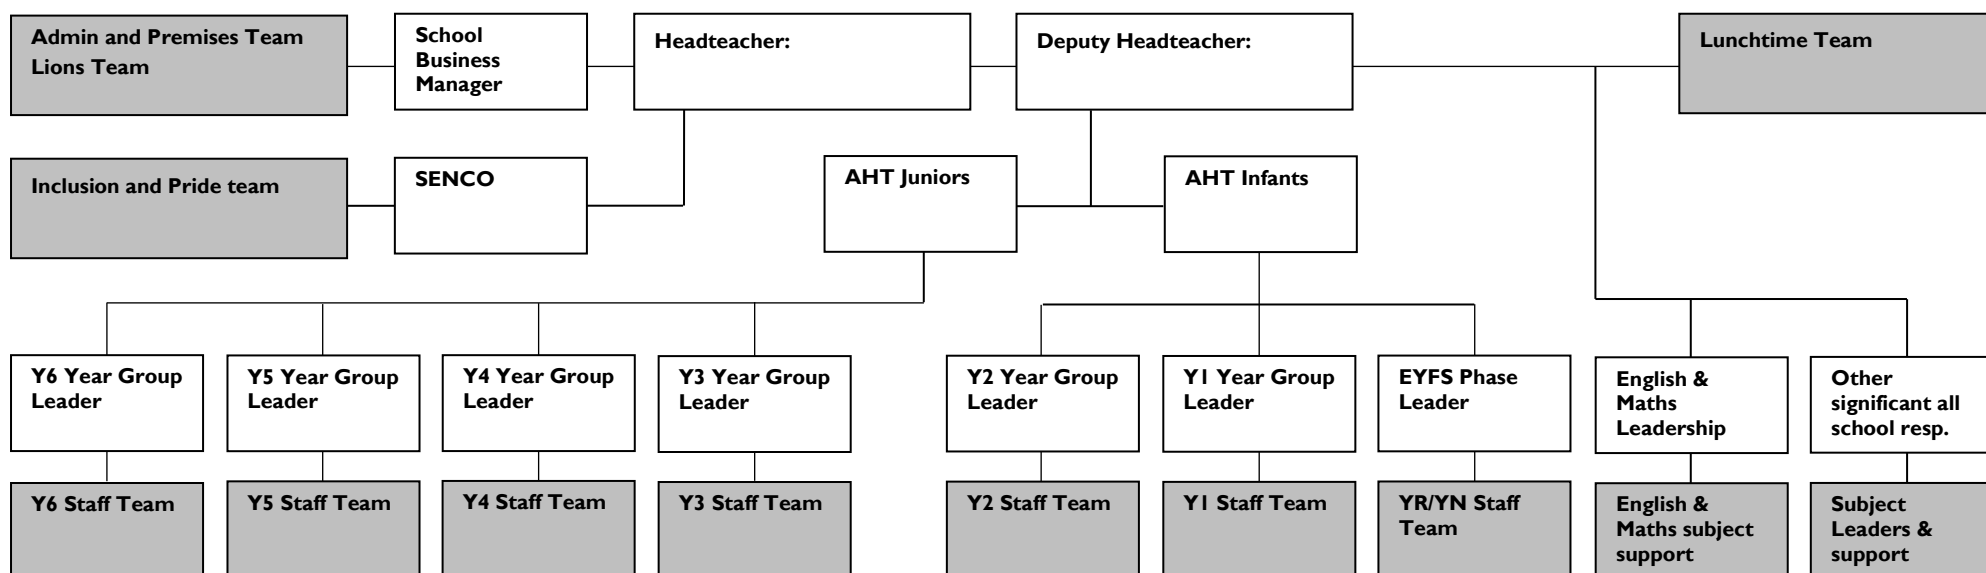 Admin and Premises Team
Lions Team
School
Business
Manager
Headteacher:
Deputy Headteacher:
Lunchtime Team
Inclusion and Pride team
SENCO
AHT Juniors
AHT Infants
Y6 Year Group
Leader
Y5 Year Group
Leader
Y4 Year Group
Leader
Y3 Year Group
Leader
Y2 Year Group
Leader
Y1 Year Group
Leader
EYFS Phase
Leader
English &
Maths
Leadership
Other
significant all
school resp.
Y6 Staff Team
Y5 Staff Team
Y4 Staff Team
Y3 Staff Team
Y2 Staff Team
Y1 Staff Team
YR/YN Staff
Team
English &
Maths subject
support
Subject
Leaders &
support